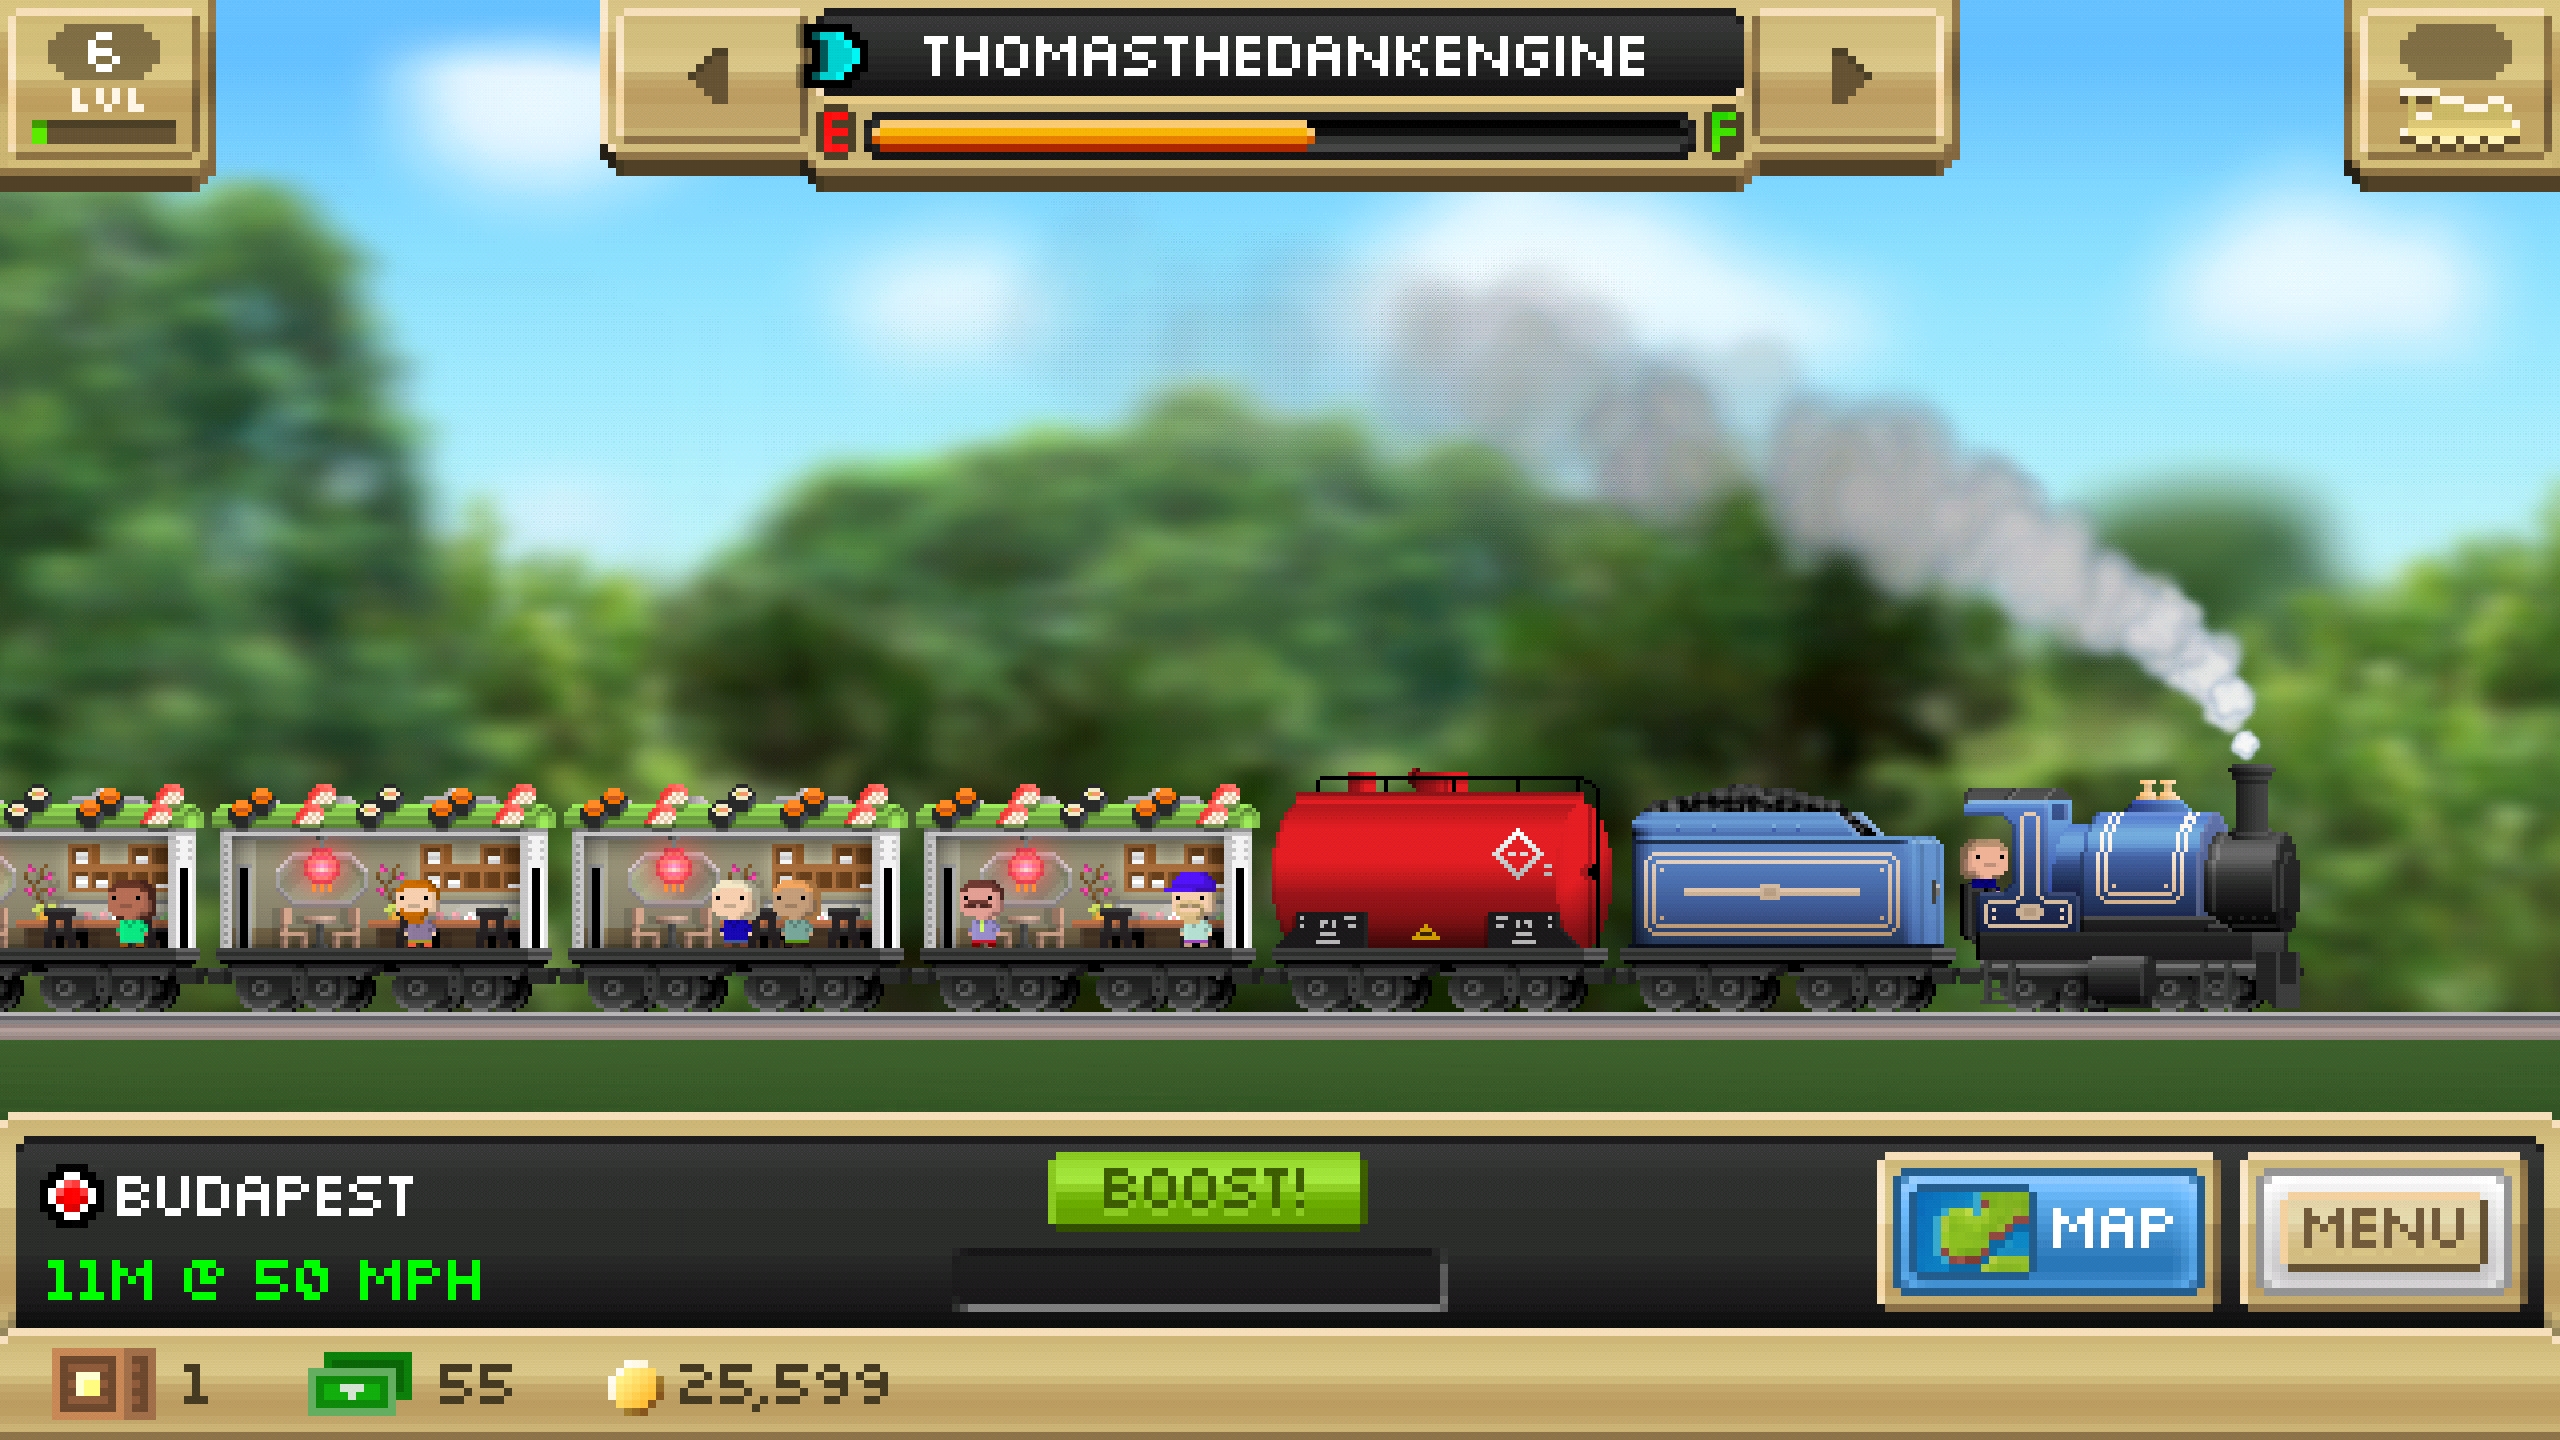 6
LVL
THOMASTHEDANKENGINE
E F
BUDAPEST
11M @ 50 MPH
BOOST!
MAP
MENU
1 55 25,599